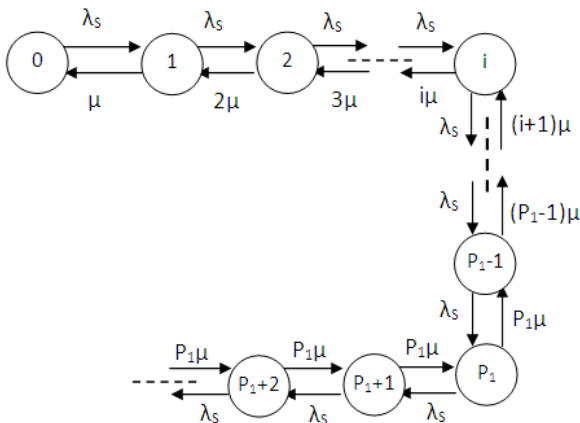 λS λS λS λS
0 1 2 i
μ 2μ 3μ iμ
λS (i+1)μ
λS (P1-1)μ
P1-1
λS P1μ
P1μ P1μ P1μ
P1+2 P1+1 P1
λS λS λS